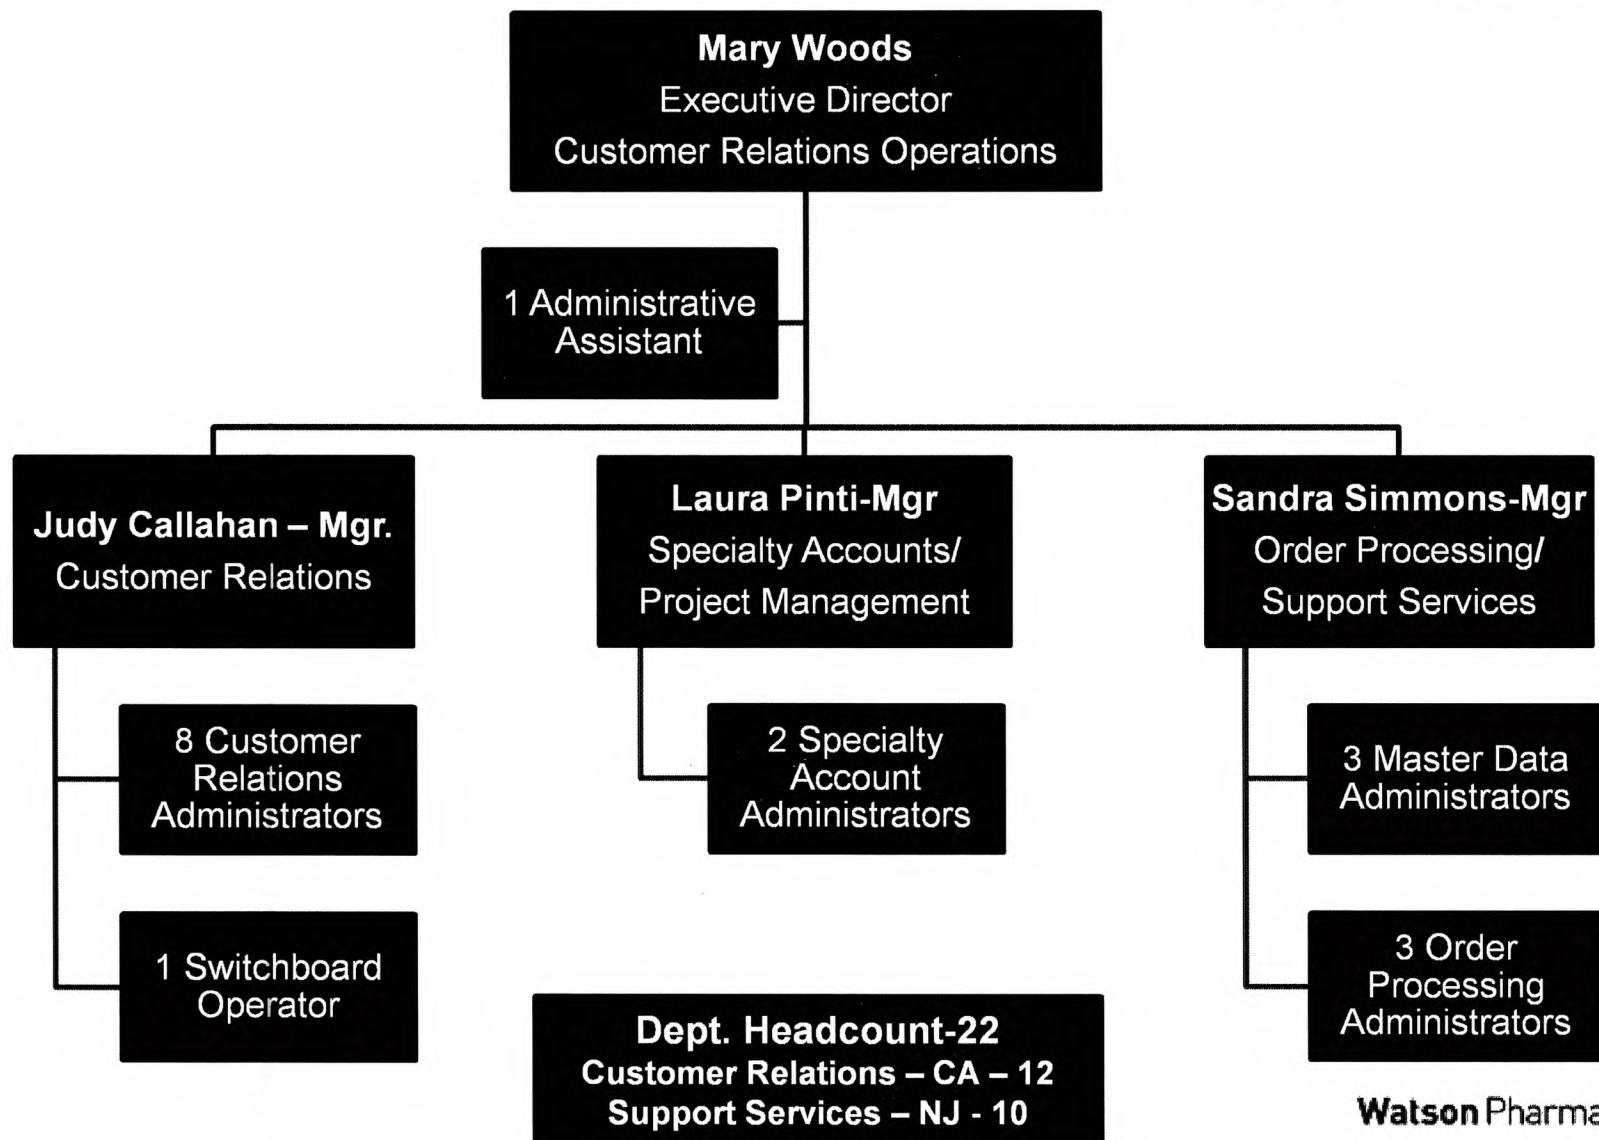 Mary Woods
Executive Director
Customer Relations Operations
1 Administrative
Assistant
Judy Callahan – Mgr.
Customer Relations
Laura Pinti-Mgr
Specialty Accounts/
Project Management
Sandra Simmons-Mgr
Order Processing/
Support Services
8 Customer
Relations
Administrators
2 Specialty
Account
Administrators
3 Master Data
Administrators
1 Switchboard
Operator
3 Order
Processing
Administrators
Dept. Headcount-22
Customer Relations – CA – 12
Support Services – NJ - 10
Watson Pharma